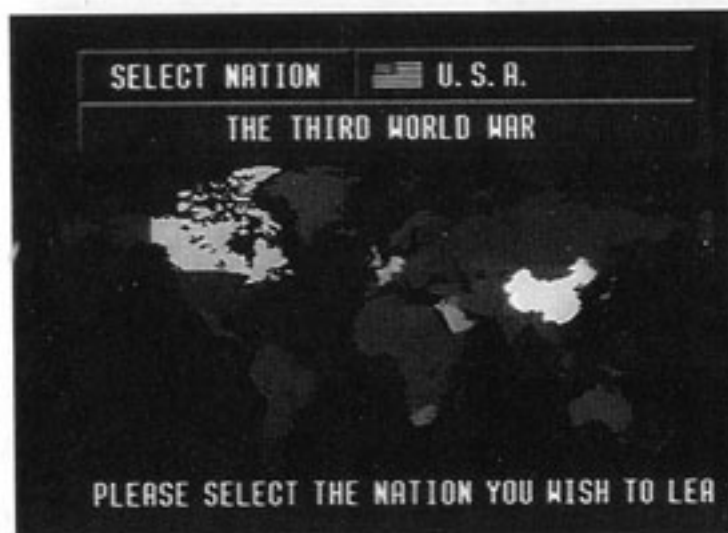 SELECT NATION U.S.A.
THE THIRD WORLD WAR
PLEASE SELECT THE NATION YOU WISH TO LEA